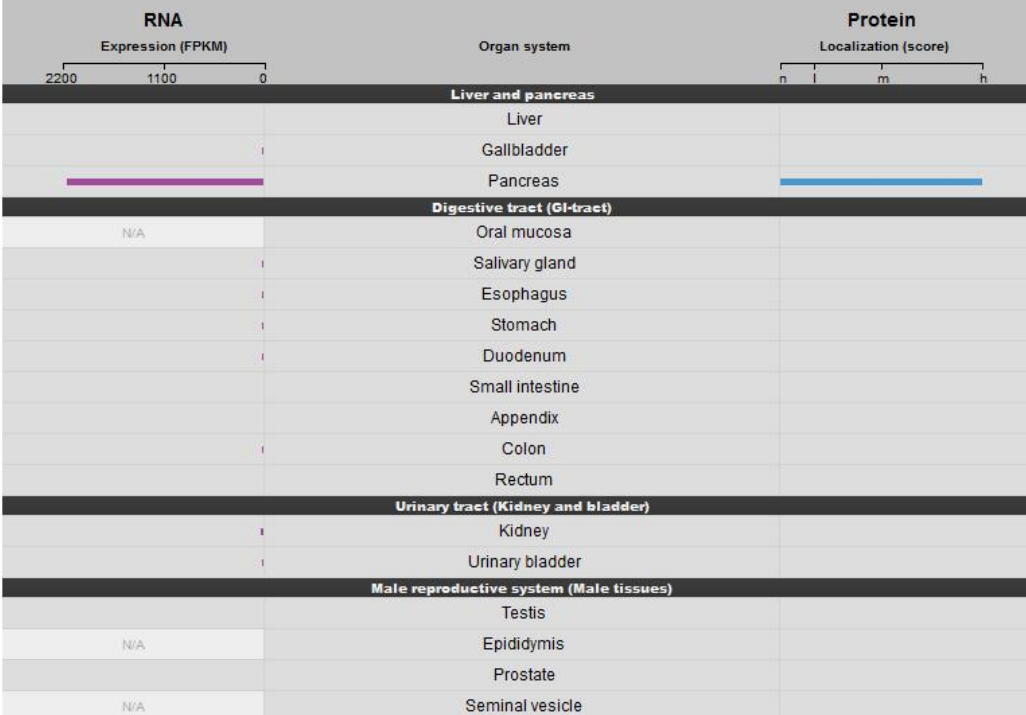 RNA Protein
Expression (FPKM) Organ system Localization (score)
2200 1100 0 n l m h
Liver and pancreas
Liver
Gallbladder
Pancreas
Digestive tract (GI-tract)
N/A Oral mucosa
Salivary gland
Esophagus
Stomach
Duodenum
Small intestine
Appendix
Colon
Rectum
Urinary tract (Kidney and bladder)
Kidney
Urinary bladder
Male reproductive system (Male tissues)
Testis
N/A Epididymis
Prostate
N/A Seminal vesicle